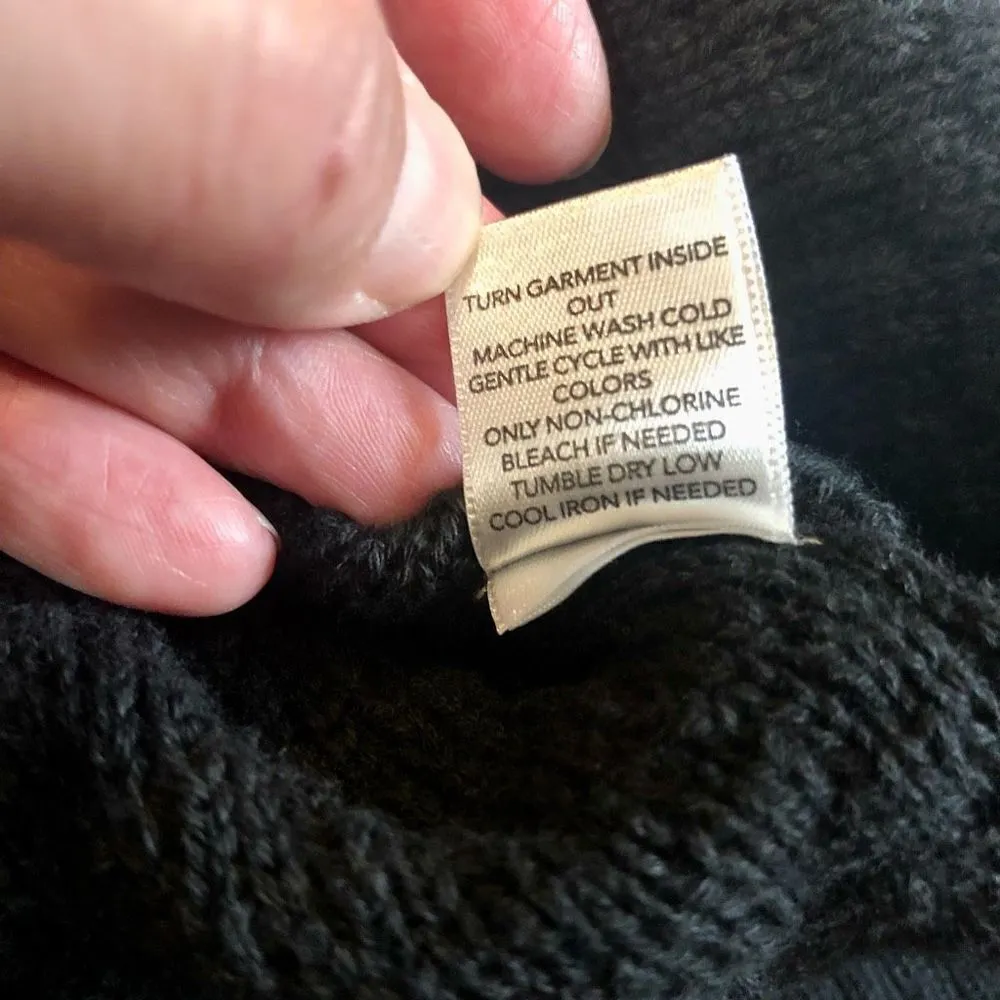 TURN GARMENT INSIDE
OUT
MACHINE WASH COLD
GENTLE CYCLE WITH LIKE
COLORS
ONLY NON-CHLORINE
BLEACH IF NEEDED
TUMBLE DRY LOW
COOL IRON IF NEEDED